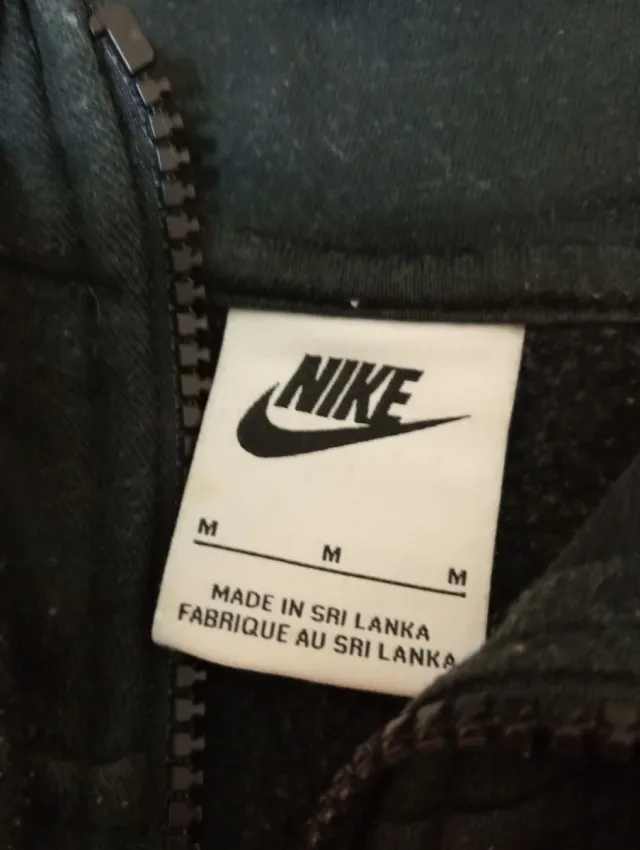 NIKE
M M M
MADE IN SRI LANKA
FABRIQUE AU SRI LANKA